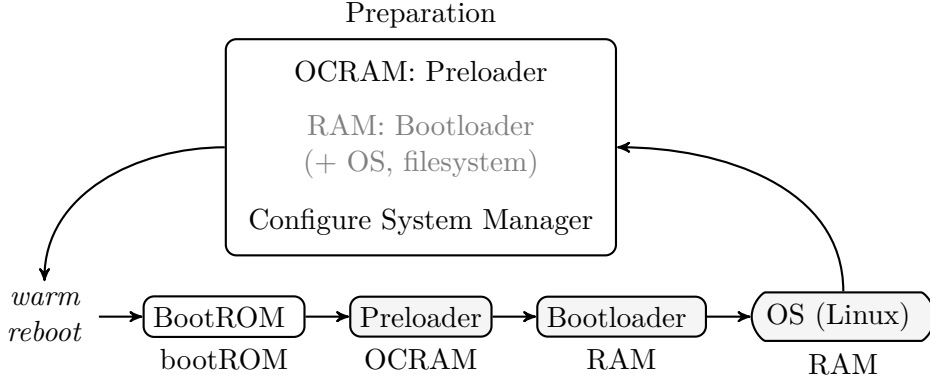 Preparation
OCRAM: Preloader
RAM: Bootloader
(+ OS, filesystem)
Configure System Manager
warm
reboot
BootROM
Preloader
Bootloader
OS (Linux)
bootROM
OCRAM
RAM
RAM